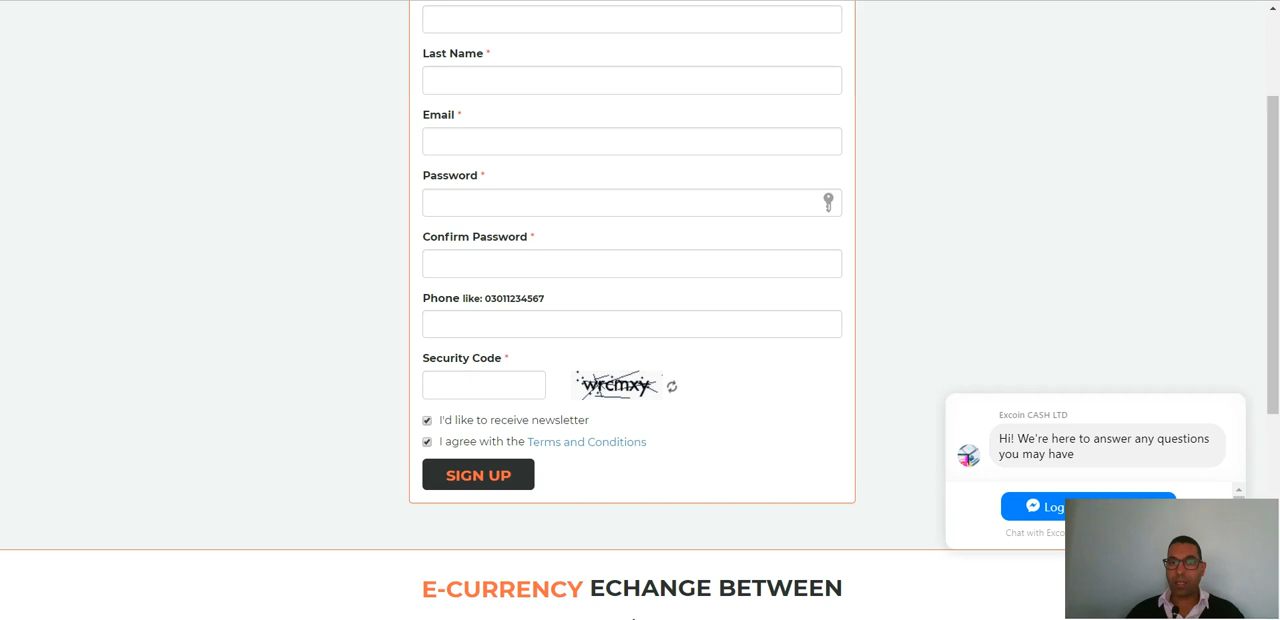 Last Name *
Email *
Password *
Confirm Password *
Phone like: 03011234567
Security Code *
wrcmxy
I'd like to receive newsletter
I agree with the Terms and Conditions
SIGN UP
Excoin CASH LTD
Hi! We're here to answer any questions
you may have
Log
Chat with Exco
E-CURRENCY ECHANGE BETWEEN